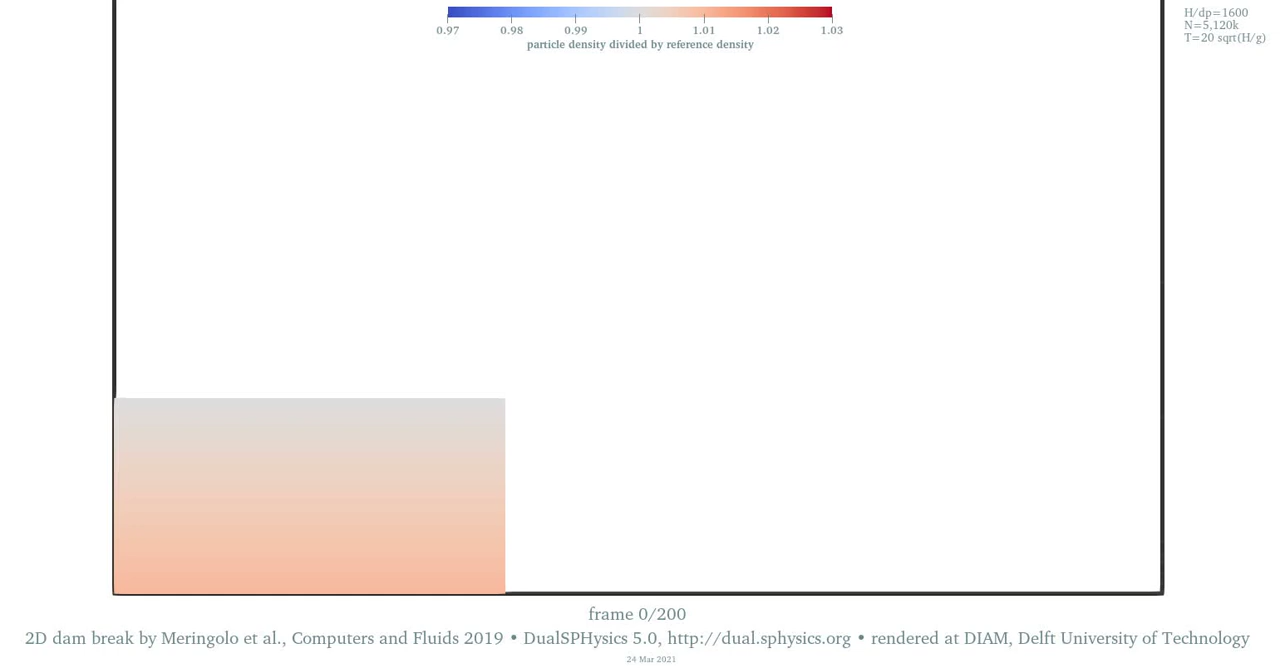 0.97 0.98 0.99 1 1.01 1.02 1.03
particle density divided by reference density
H/dp=1600
N=5,120k
T=20 sqrt(H/g)
frame 0/200
2D dam break by Meringolo et al., Computers and Fluids 2019 • DualSPHysics 5.0, http://dual.sphysics.org • rendered at DIAM, Delft University of Technology
24 Mar 2021